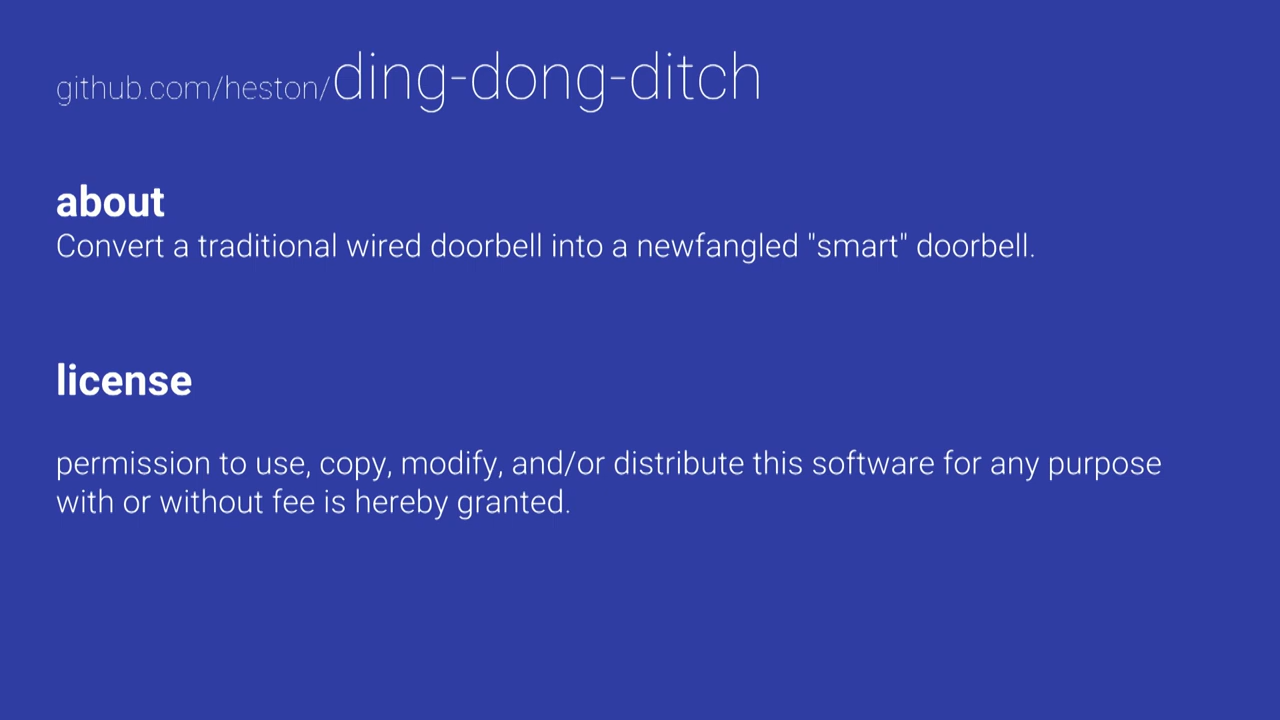 github.com/heston/ding-dong-ditch
about
Convert a traditional wired doorbell into a newfangled "smart" doorbell.
license
permission to use, copy, modify, and/or distribute this software for any purpose
with or without fee is hereby granted.